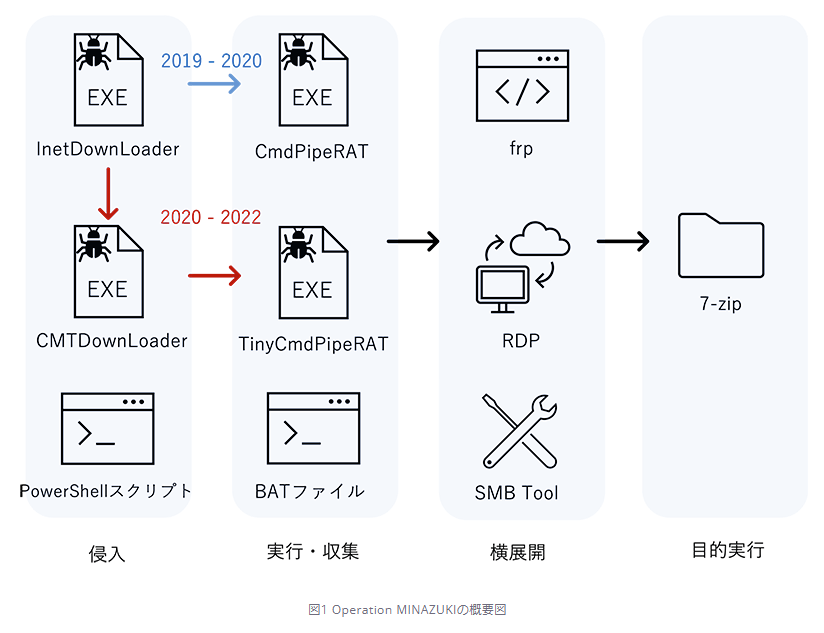 EXE
InetDownLoader
2019 - 2020
EXE
CmdPipeRAT
EXE
CMTDownLoader
2020 - 2022
EXE
TinyCmdPipeRAT
>_
PowerShellスクリプト
>_
BATファイル
</>
frp
RDP
SMB Tool
7-zip
侵入
実行・収集
横展開
目的実行
図1 Operation MINAZUKIの概要図